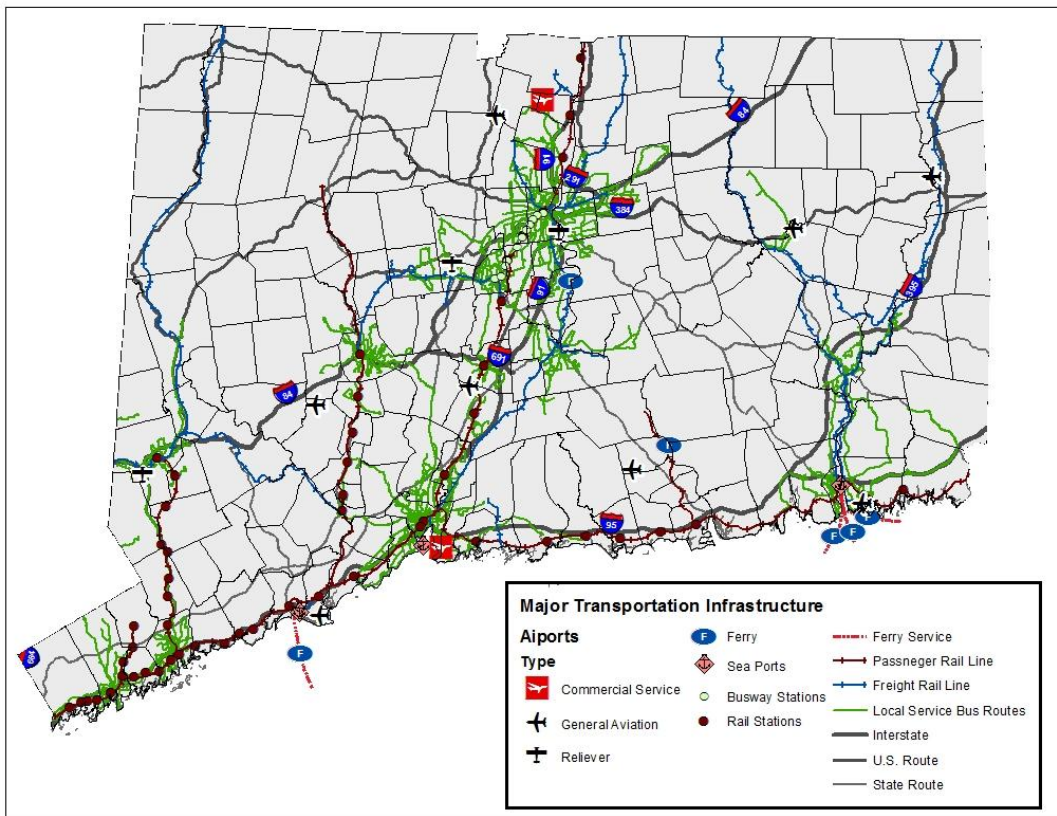 84
91
291
384
F
91
395
691
84
F
95
F
F
F
F
684
Major Transportation Infrastructure
Aiports
Type
Commercial Service
General Aviation
Reliever
F Ferry
Sea Ports
Busway Stations
Rail Stations
Ferry Service
Passneger Rail Line
Freight Rail Line
Local Service Bus Routes
Interstate
U.S. Route
State Route